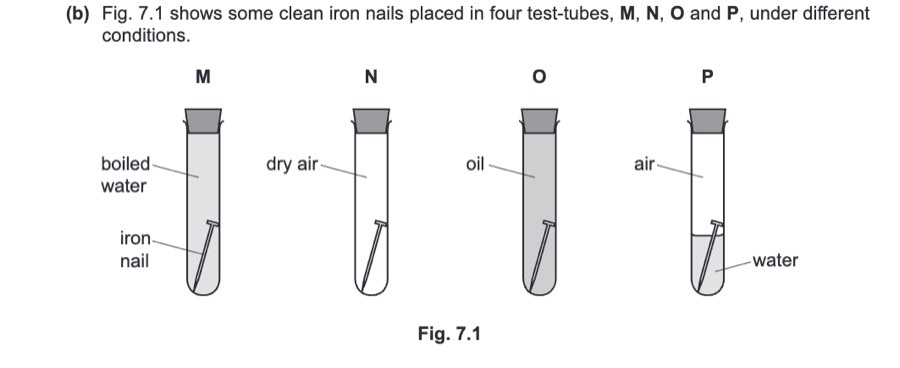 (b) Fig. 7.1 shows some clean iron nails placed in four test-tubes, M, N, O and P, under different
conditions.
M
N
O
P
boiled
water
dry air
oil
air
iron
nail
water
Fig. 7.1